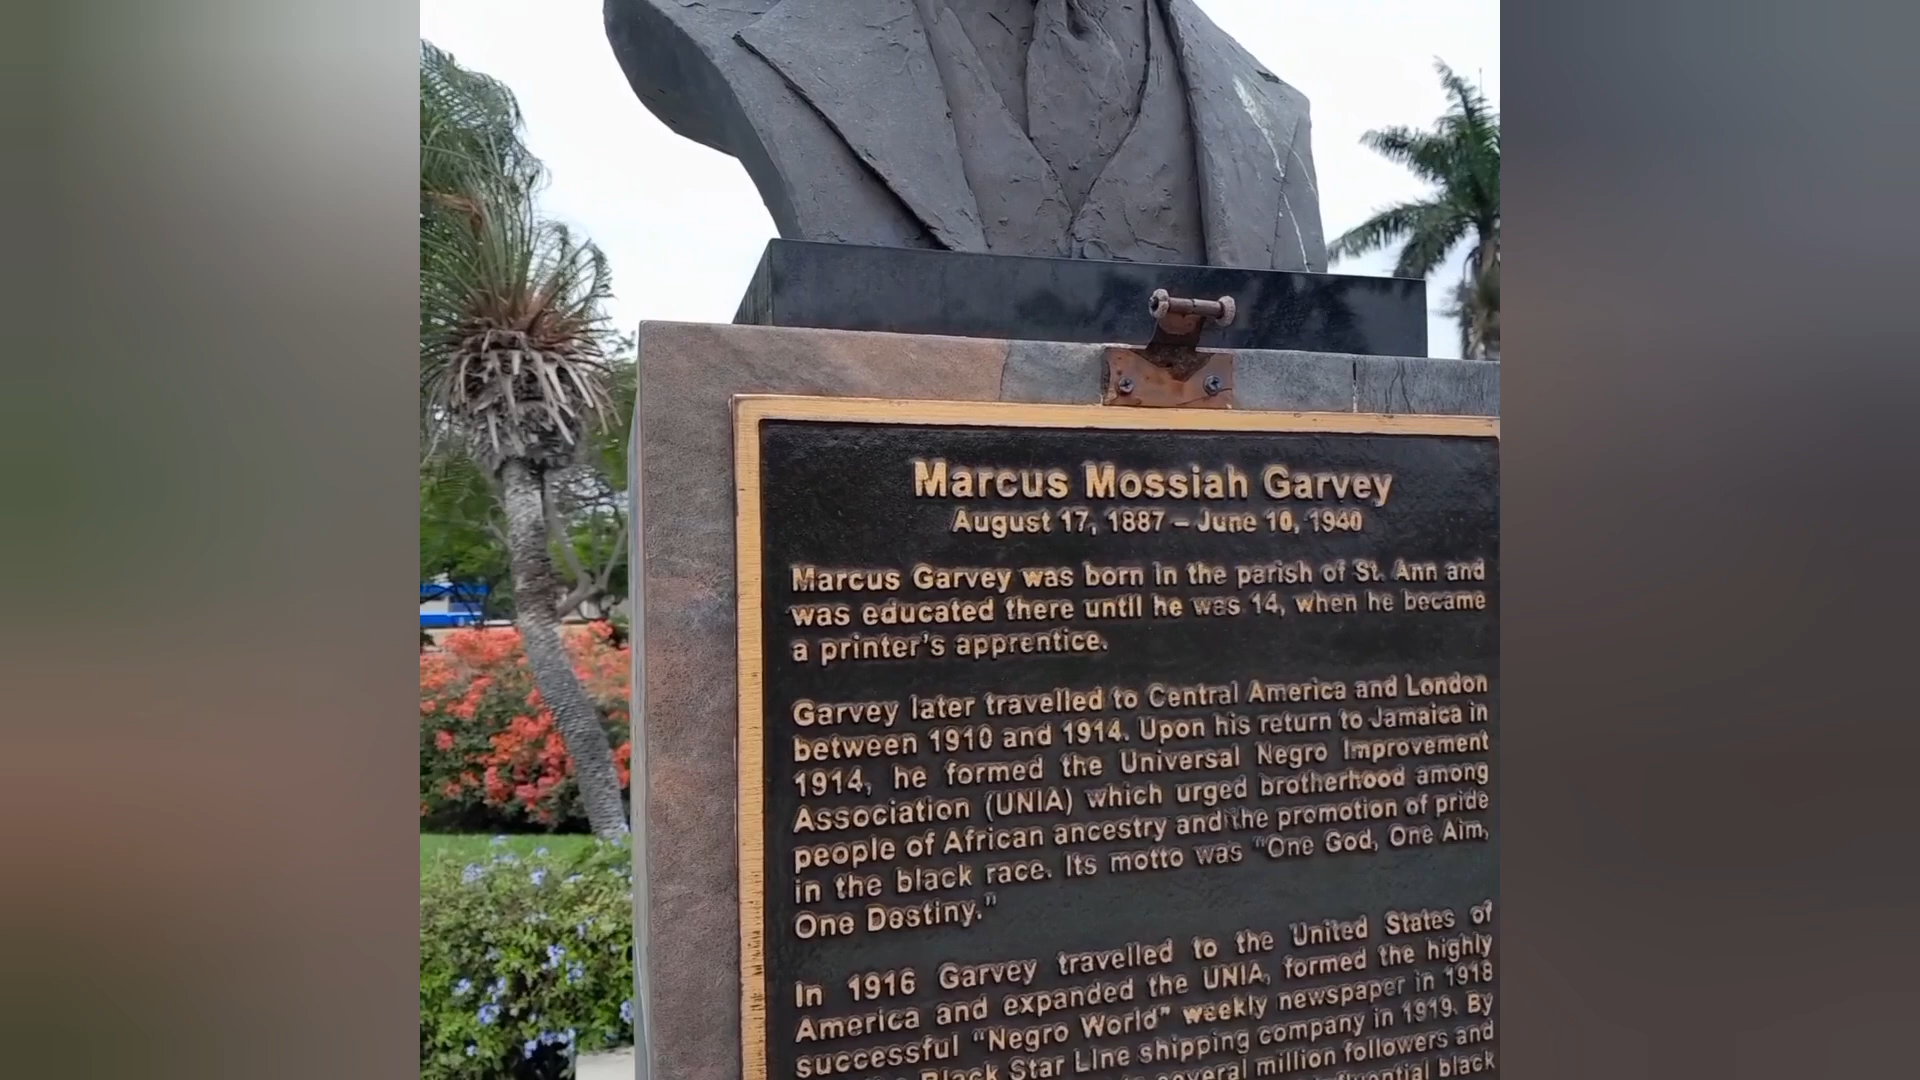 Marcus Mossiah Garvey
August 17, 1887 – June 10, 1940
Marcus Garvey was born in the parish of St. Ann and
was educated there until he was 14, when he became
a printer's apprentice.
Garvey later travelled to Central America and London
between 1910 and 1914. Upon his return to Jamaica in
1914, he formed the Universal Negro Improvement
Association (UNIA) which urged brotherhood among
people of African ancestry and the promotion of pride
in the black race. Its motto was "One God, One Aim,
One Destiny."
In 1916 Garvey travelled to the United States of
America and expanded the UNIA, formed the highly
successful "Negro World" weekly newspaper in 1918
Black Star Line shipping company in 1919. By
several million followers and
influential black